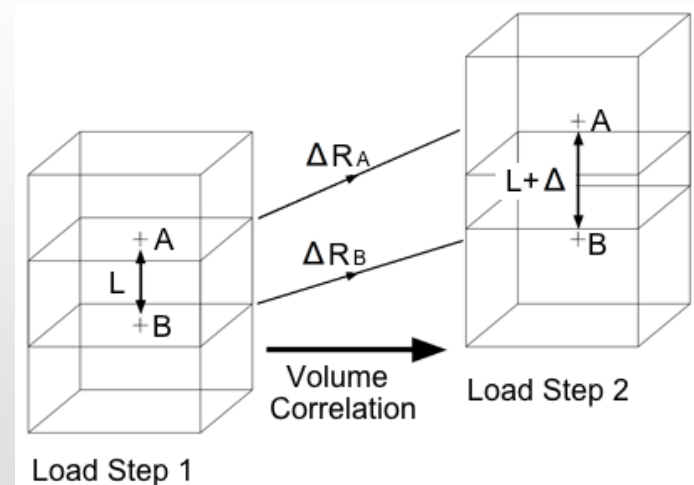 A
L
B
Load Step 1
ΔRA
ΔRB
Volume
Correlation
A
L+Δ
B
Load Step 2